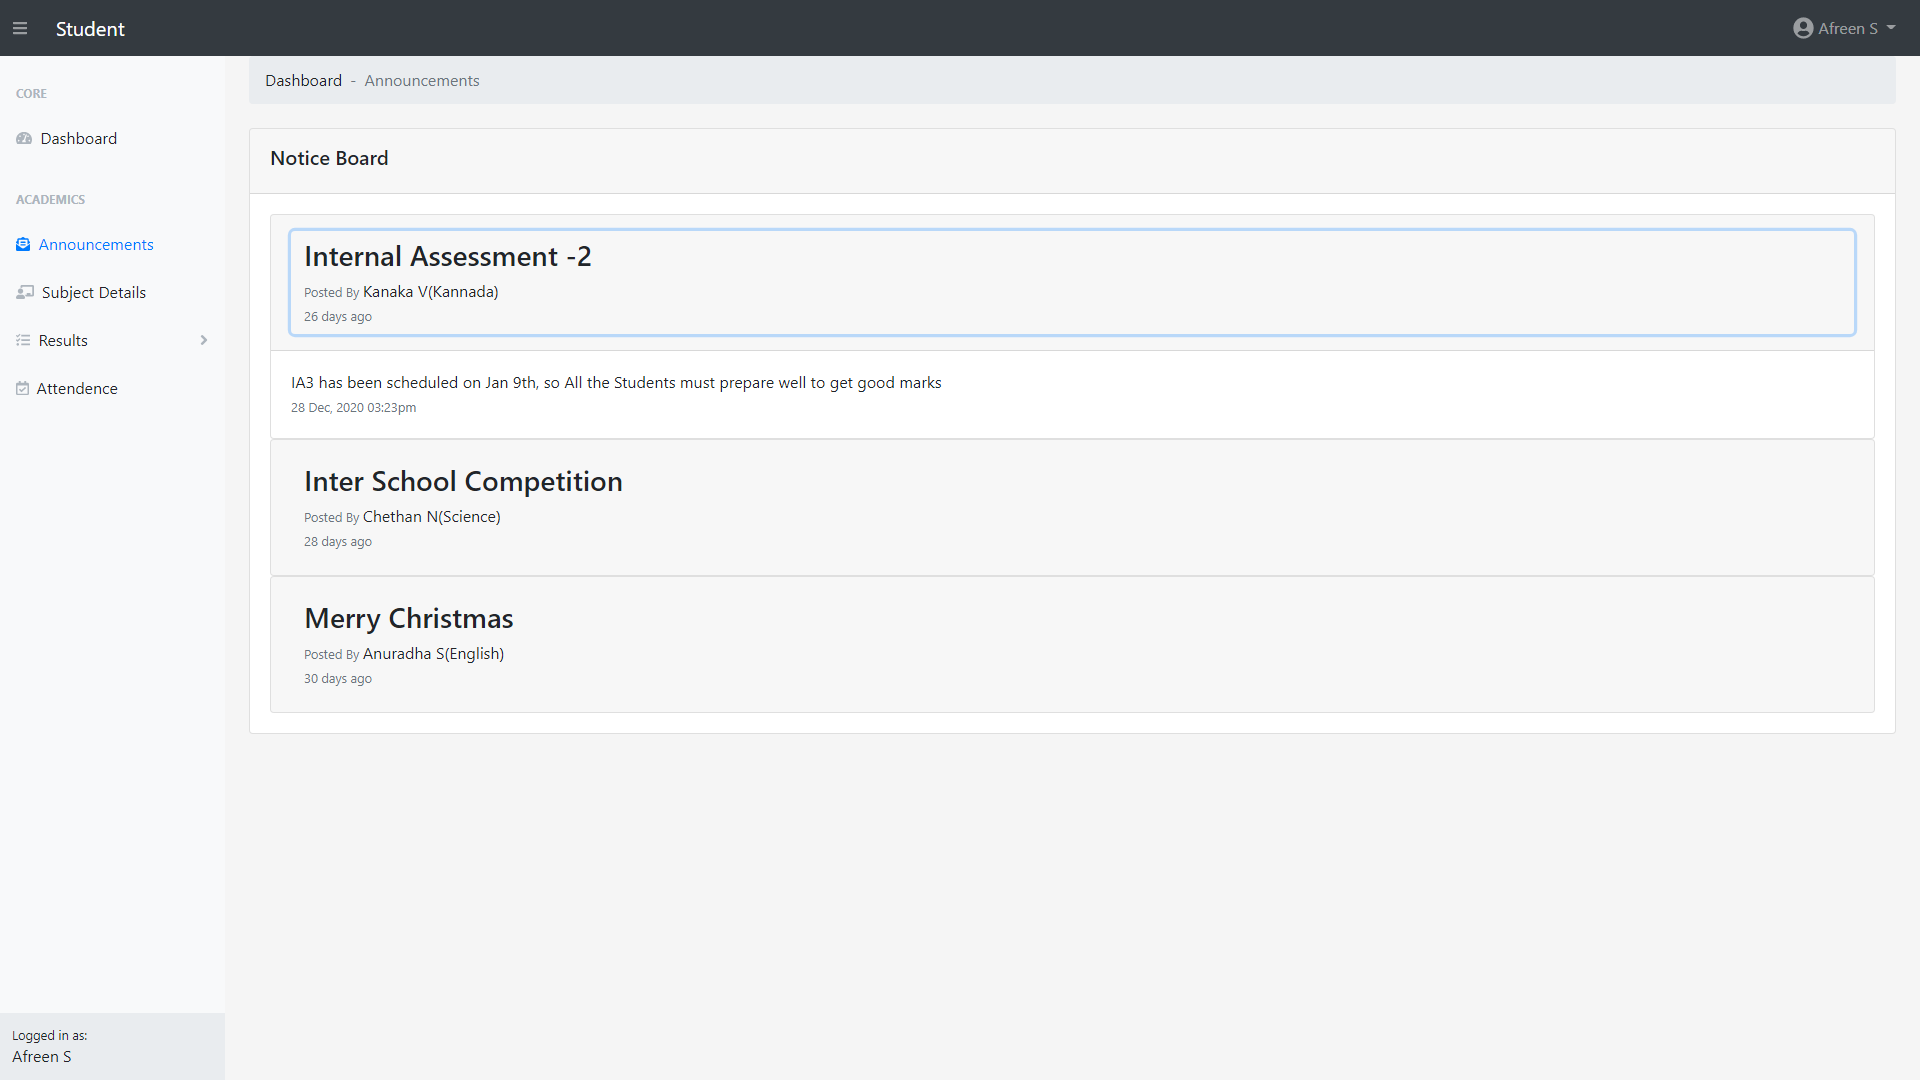 Student
Afreen S
CORE
Dashboard
ACADEMICS
Announcements
Subject Details
Results
Attendence
Logged in as:
Afreen S
Dashboard - Announcements
Notice Board
Internal Assessment -2
Posted By Kanaka V(Kannada)
26 days ago
IA3 has been scheduled on Jan 9th, so All the Students must prepare well to get good marks
28 Dec, 2020 03:23pm
Inter School Competition
Posted By Chethan N(Science)
28 days ago
Merry Christmas
Posted By Anuradha S(English)
30 days ago